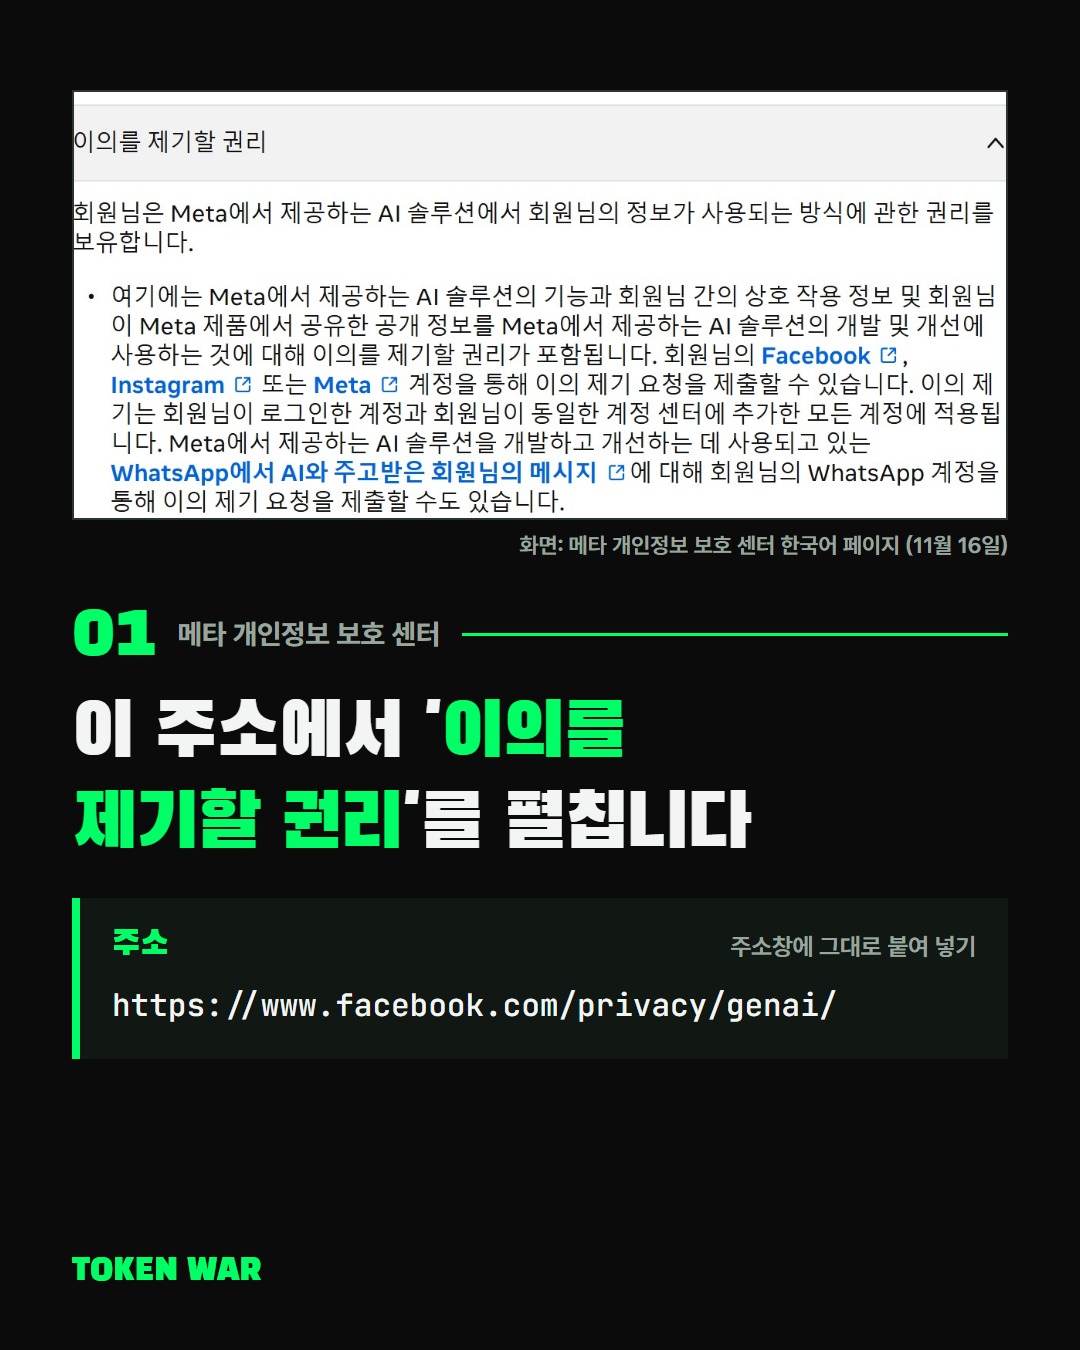 이의를 제기할 권리
회원님은 Meta에서 제공하는 AI 솔루션에서 회원님의 정보가 사용되는 방식에 관한 권리를
보유합니다.
• 여기에는 Meta에서 제공하는 AI 솔루션의 기능과 회원님 간의 상호 작용 정보 및 회원님
이 Meta 제품에서 공유한 공개 정보를 Meta에서 제공하는 AI 솔루션의 개발 및 개선에
사용하는 것에 대해 이의를 제기할 권리가 포함됩니다. 회원님의 Facebook ,
Instagram 또는 Meta 계정을 통해 이의 제기 요청을 제출할 수 있습니다. 이의 제
기는 회원님이 로그인한 계정과 회원님이 동일한 계정 센터에 추가한 모든 계정에 적용됩
니다. Meta에서 제공하는 AI 솔루션을 개발하고 개선하는 데 사용되고 있는
WhatsApp에서 AI와 주고받은 회원님의 메시지 에 대해 회원님의 WhatsApp 계정을
통해 이의 제기 요청을 제출할 수도 있습니다.
화면: 메타 개인정보 보호 센터 한국어 페이지 (11월 16일)
01 메타 개인정보 보호 센터
이 주소에서 '이의를
제기할 권리'를 펼칩니다
주소 주소창에 그대로 붙여 넣기
https://www.facebook.com/privacy/genai/
TOKEN WAR